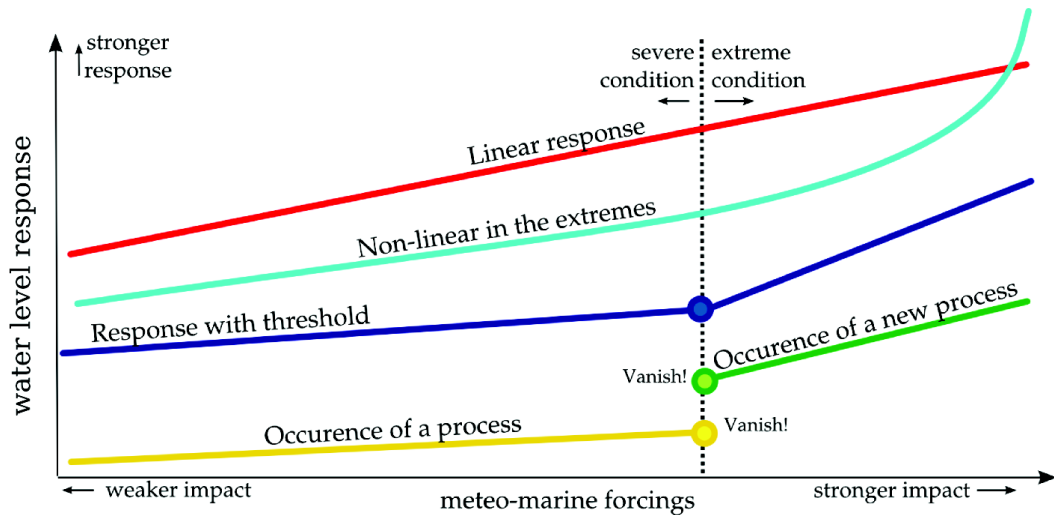 stronger
response
severe
condition
extreme
condition
Linear response
Non-linear in the extremes
Response with threshold
Occurence of a new process
Vanish!
Occurence of a process
Vanish!
water level response
weaker impact
meteo-marine forcings
stronger impact